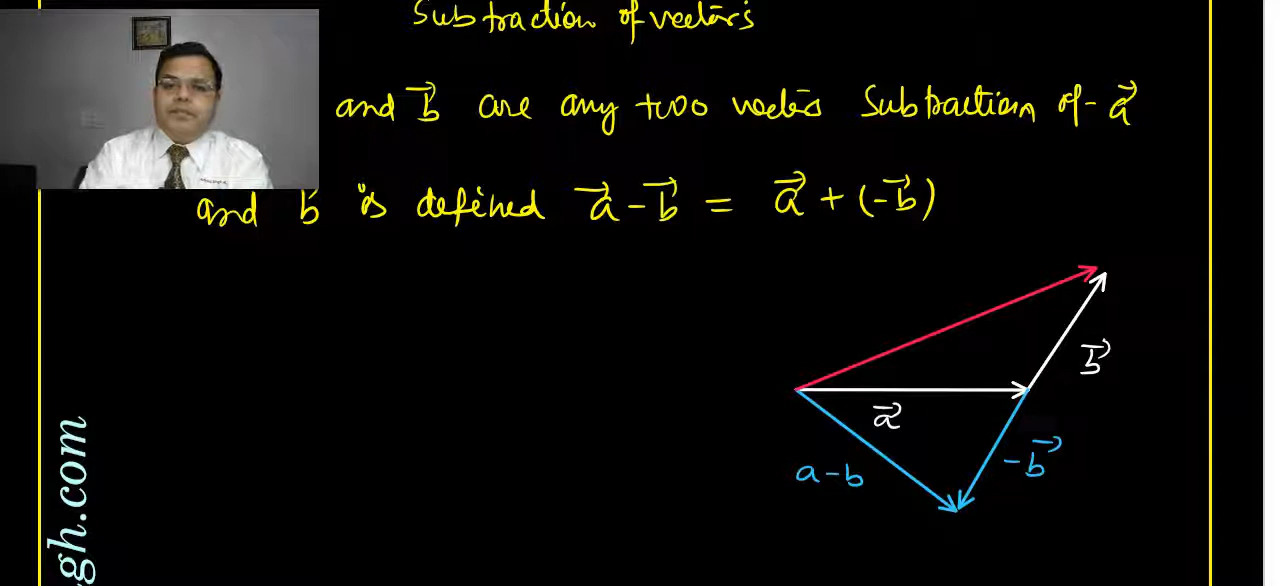 Subtraction of vectors
and b⃗ are any two vectors Subtraction of a⃗
and b is defined a⃗ - b⃗ = a⃗ + (-b⃗)
b⃗
a⃗
-b⃗
a-b
gh.com